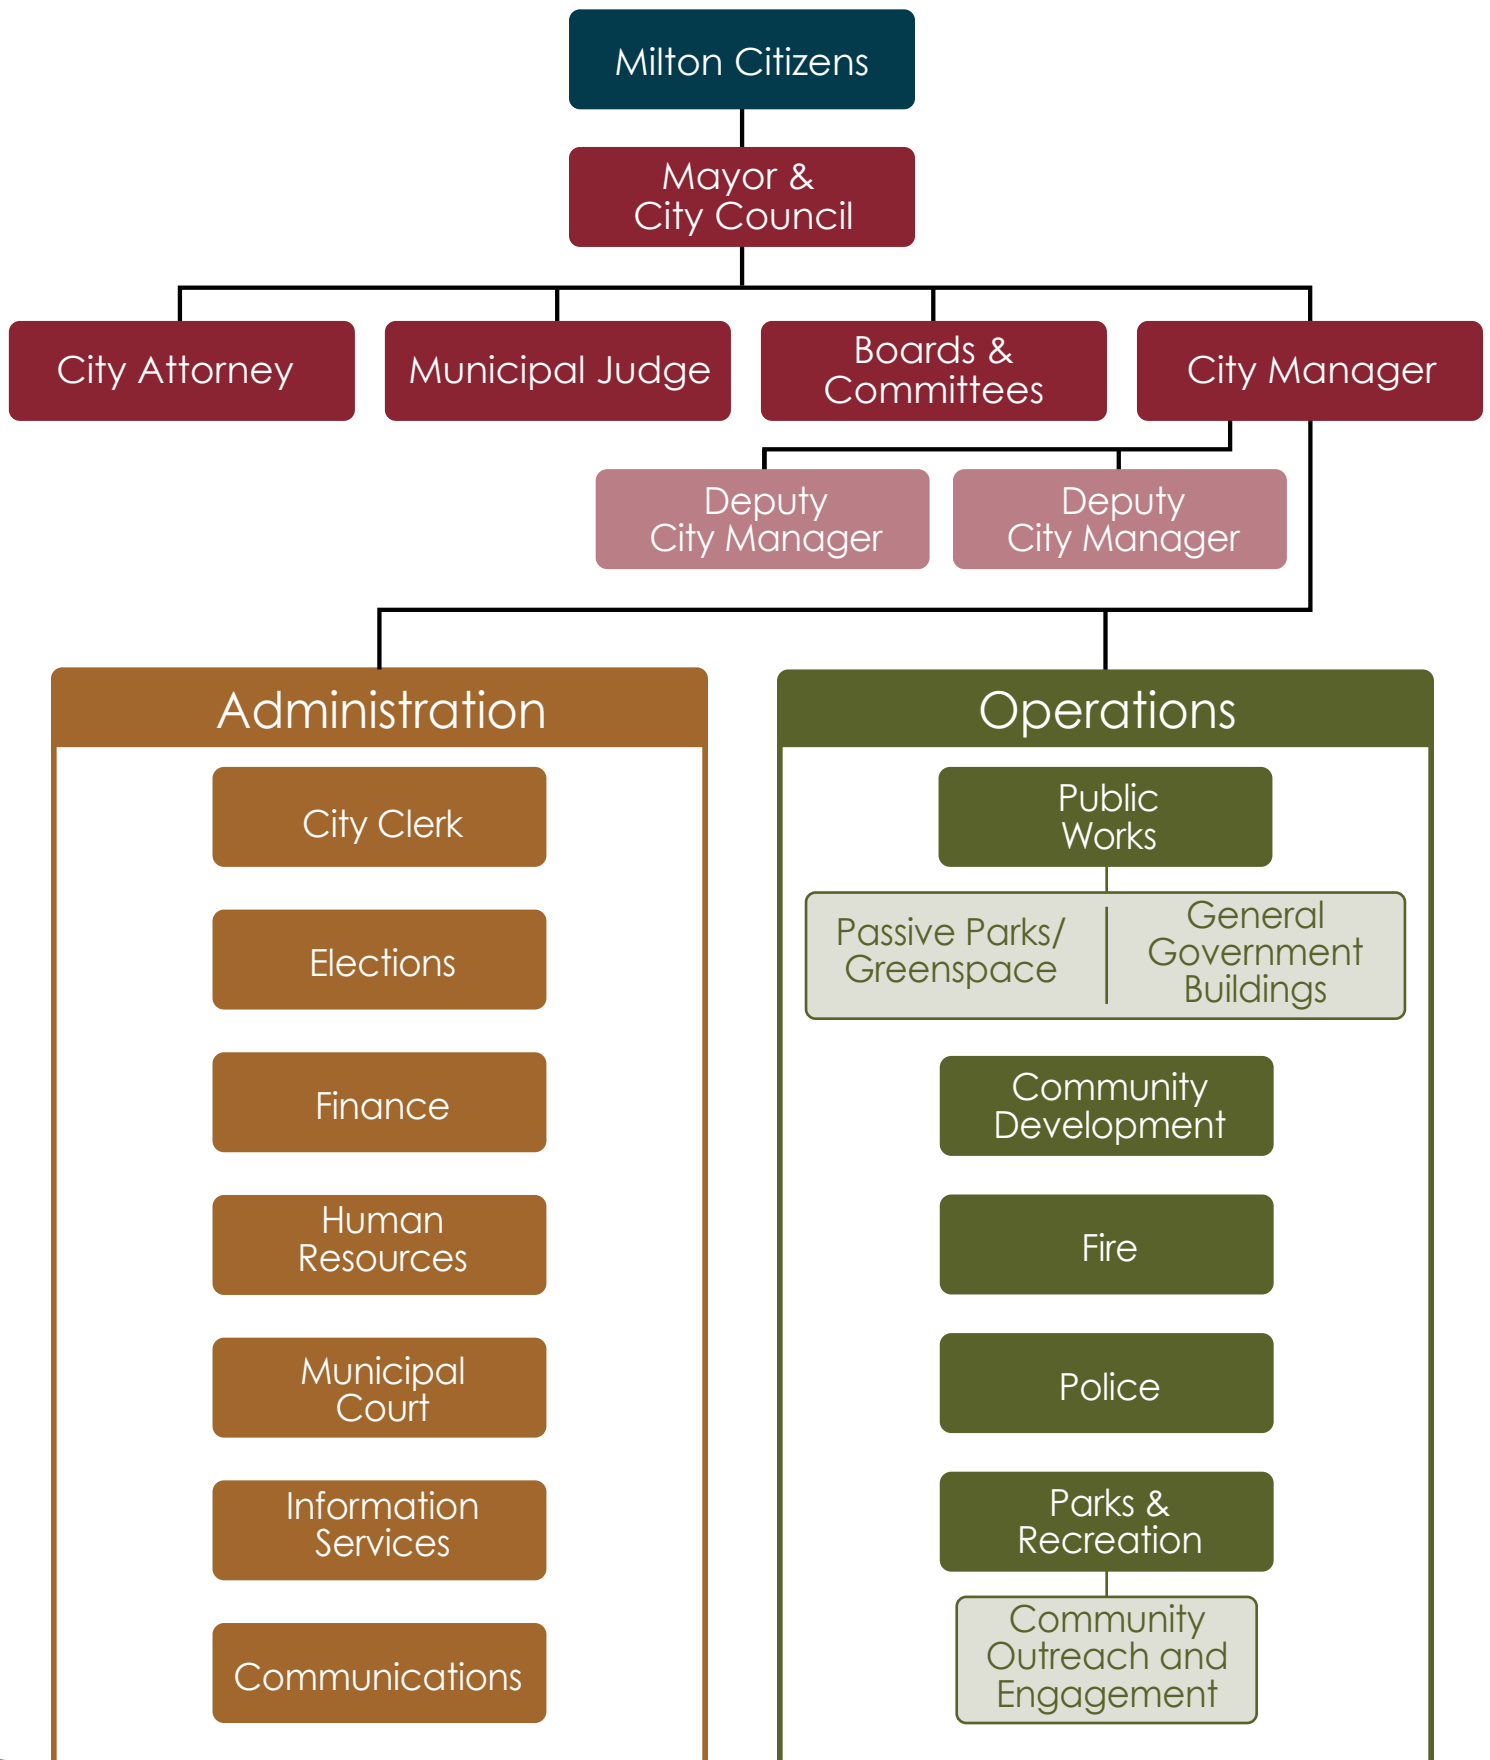 Milton Citizens
Mayor &
City Council
City Attorney
Municipal Judge
Boards &
Committees
City Manager
Deputy
City Manager
Deputy
City Manager
Administration
City Clerk
Elections
Finance
Human
Resources
Municipal
Court
Information
Services
Communications
Operations
Public
Works
Passive Parks/
Greenspace
General
Government
Buildings
Community
Development
Fire
Police
Parks &
Recreation
Community
Outreach and
Engagement